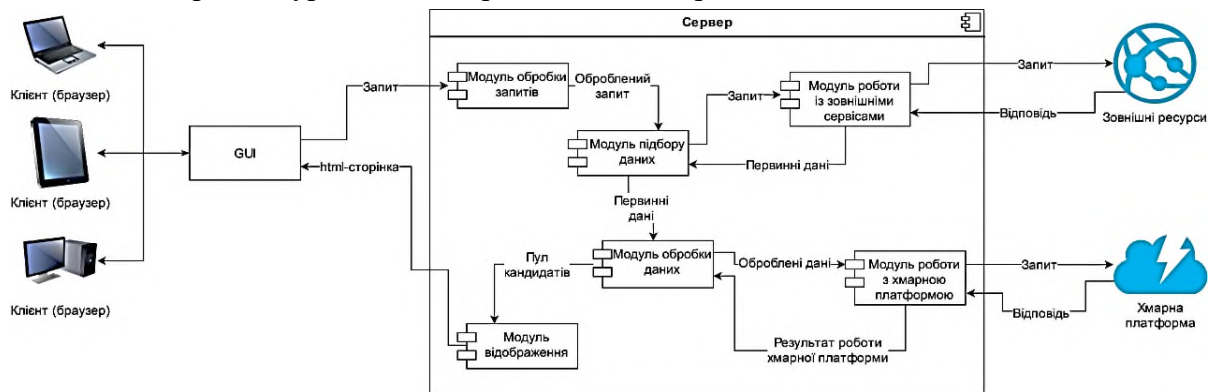 Сервер
Клієнт (браузер)
Клієнт (браузер)
Клієнт (браузер)
GUI
Запит
html-сторінка
Модуль обробки
запитів
Оброблений
запит
Модуль підбору
даних
Запит
Первинні дані
Модуль роботи
із зовнішніми
сервісами
Запит
Відповідь
Зовнішні ресурси
Первинні
дані
Модуль обробки
даних
Пул
кандидатів
Модуль
відображення
Оброблені дані
Результат роботи
хмарної платформи
Модуль роботи
з хмарною
платформою
Запит
Відповідь
Хмарна
платформа